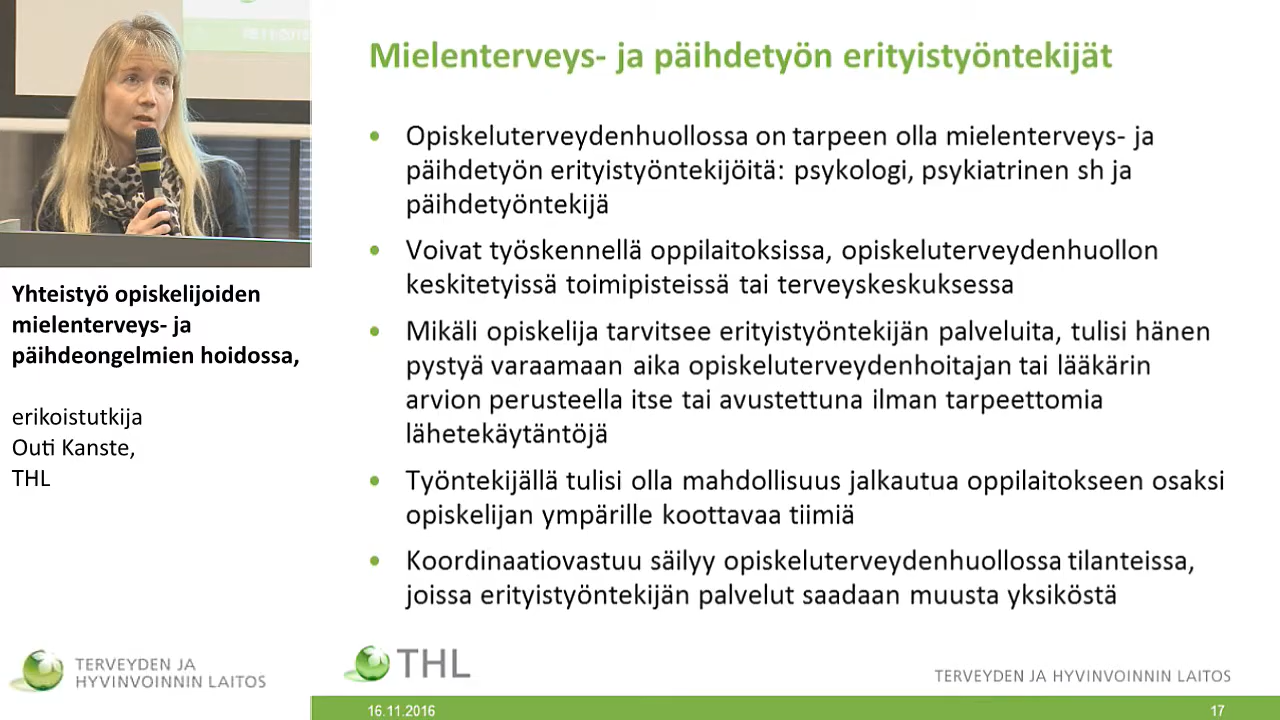 Mielenterveys- ja päihdetyön erityistyöntekijät
• Opiskeluterveydenhuollossa on tarpeen olla mielenterveys- ja
päihdetyön erityistyöntekijöitä: psykologi, psykiatrinen sh ja
päihdetyöntekijä
• Voivat työskennellä oppilaitoksissa, opiskeluterveydenhuollon
keskitetyissä toimipisteissä tai terveyskeskuksessa
• Mikäli opiskelija tarvitsee erityistyöntekijän palveluita, tulisi hänen
pystyä varaamaan aika opiskeluterveydenhoitajan tai lääkärin
arvion perusteella itse tai avustettuna ilman tarpeettomia
lähetekäytäntöjä
• Työntekijällä tulisi olla mahdollisuus jalkautua oppilaitokseen osaksi
opiskelijan ympärille koottavaa tiimiä
• Koordinaatiovastuu säilyy opiskeluterveydenhuollossa tilanteissa,
joissa erityistyöntekijän palvelut saadaan muusta yksiköstä
Yhteistyö opiskelijoiden
mielenterveys- ja
päihdeongelmien hoidossa,
erikoistutkija
Outi Kanste,
THL
TERVEYDEN JA
HYVINVOINNIN LAITOS
THL
TERVEYDEN JA HYVINVOINNIN LAITOS
16.11.2016
17